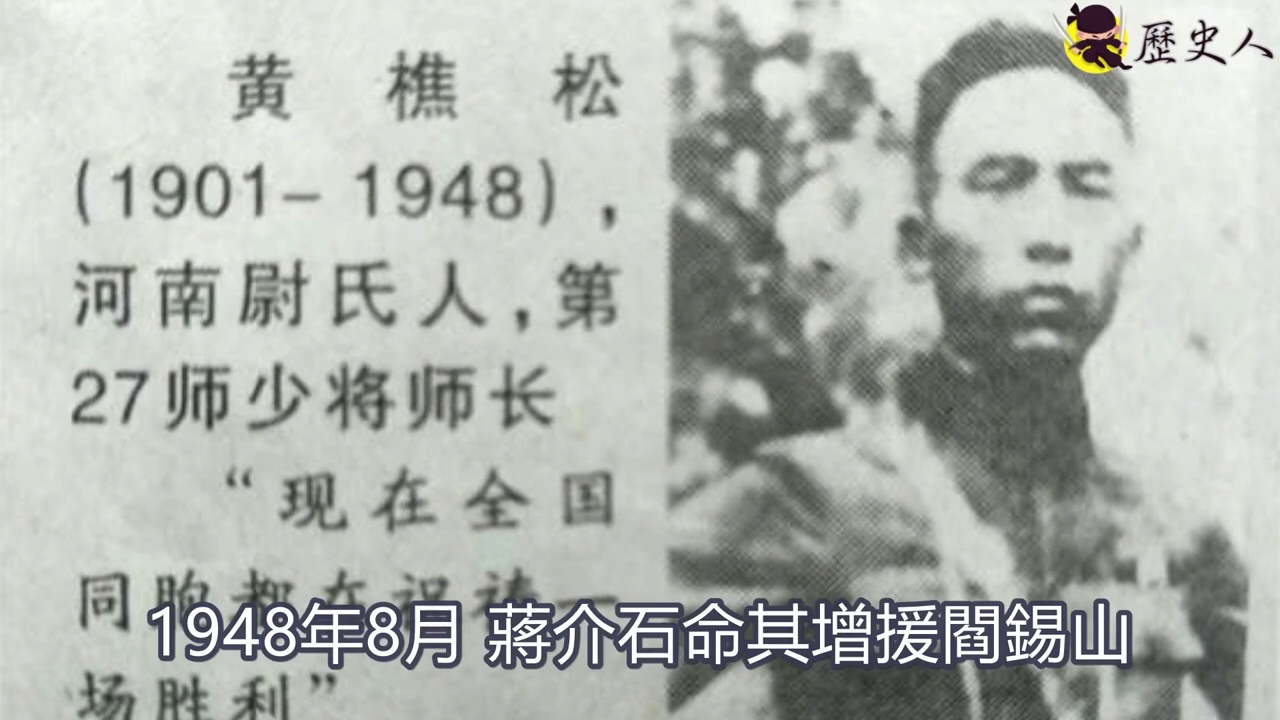 歷史人
黄樵松
(1901-1948),
河南尉氏人,第
27师少将师长
“现在全国
同
场胜利”
1948年8月 蔣介石命其增援閻錫山